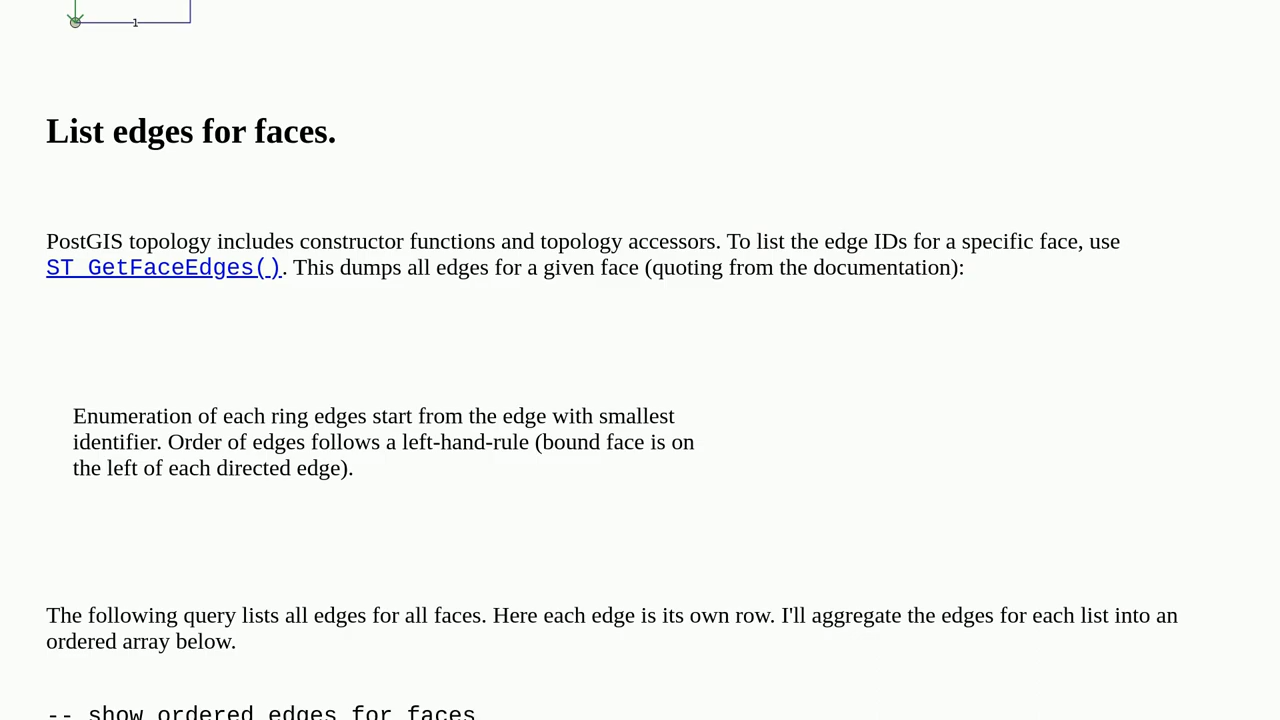 1
List edges for faces.
PostGIS topology includes constructor functions and topology accessors. To list the edge IDs for a specific face, use
ST_GetFaceEdges(). This dumps all edges for a given face (quoting from the documentation):
Enumeration of each ring edges start from the edge with smallest
identifier. Order of edges follows a left-hand-rule (bound face is on
the left of each directed edge).
The following query lists all edges for all faces. Here each edge is its own row. I'll aggregate the edges for each list into an
ordered array below.
-- show ordered edges for faces